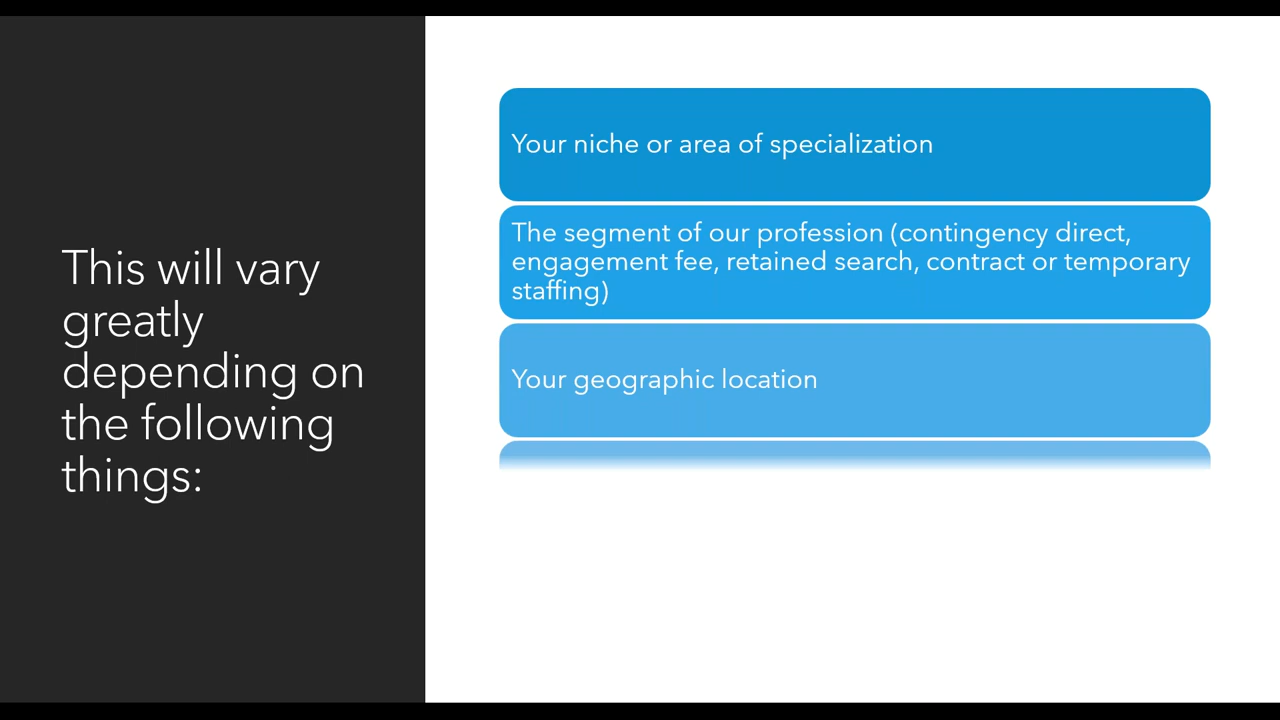 This will vary
greatly
depending on
the following
things:
Your niche or area of specialization
The segment of our profession (contingency direct,
engagement fee, retained search, contract or temporary
staffing)
Your geographic location